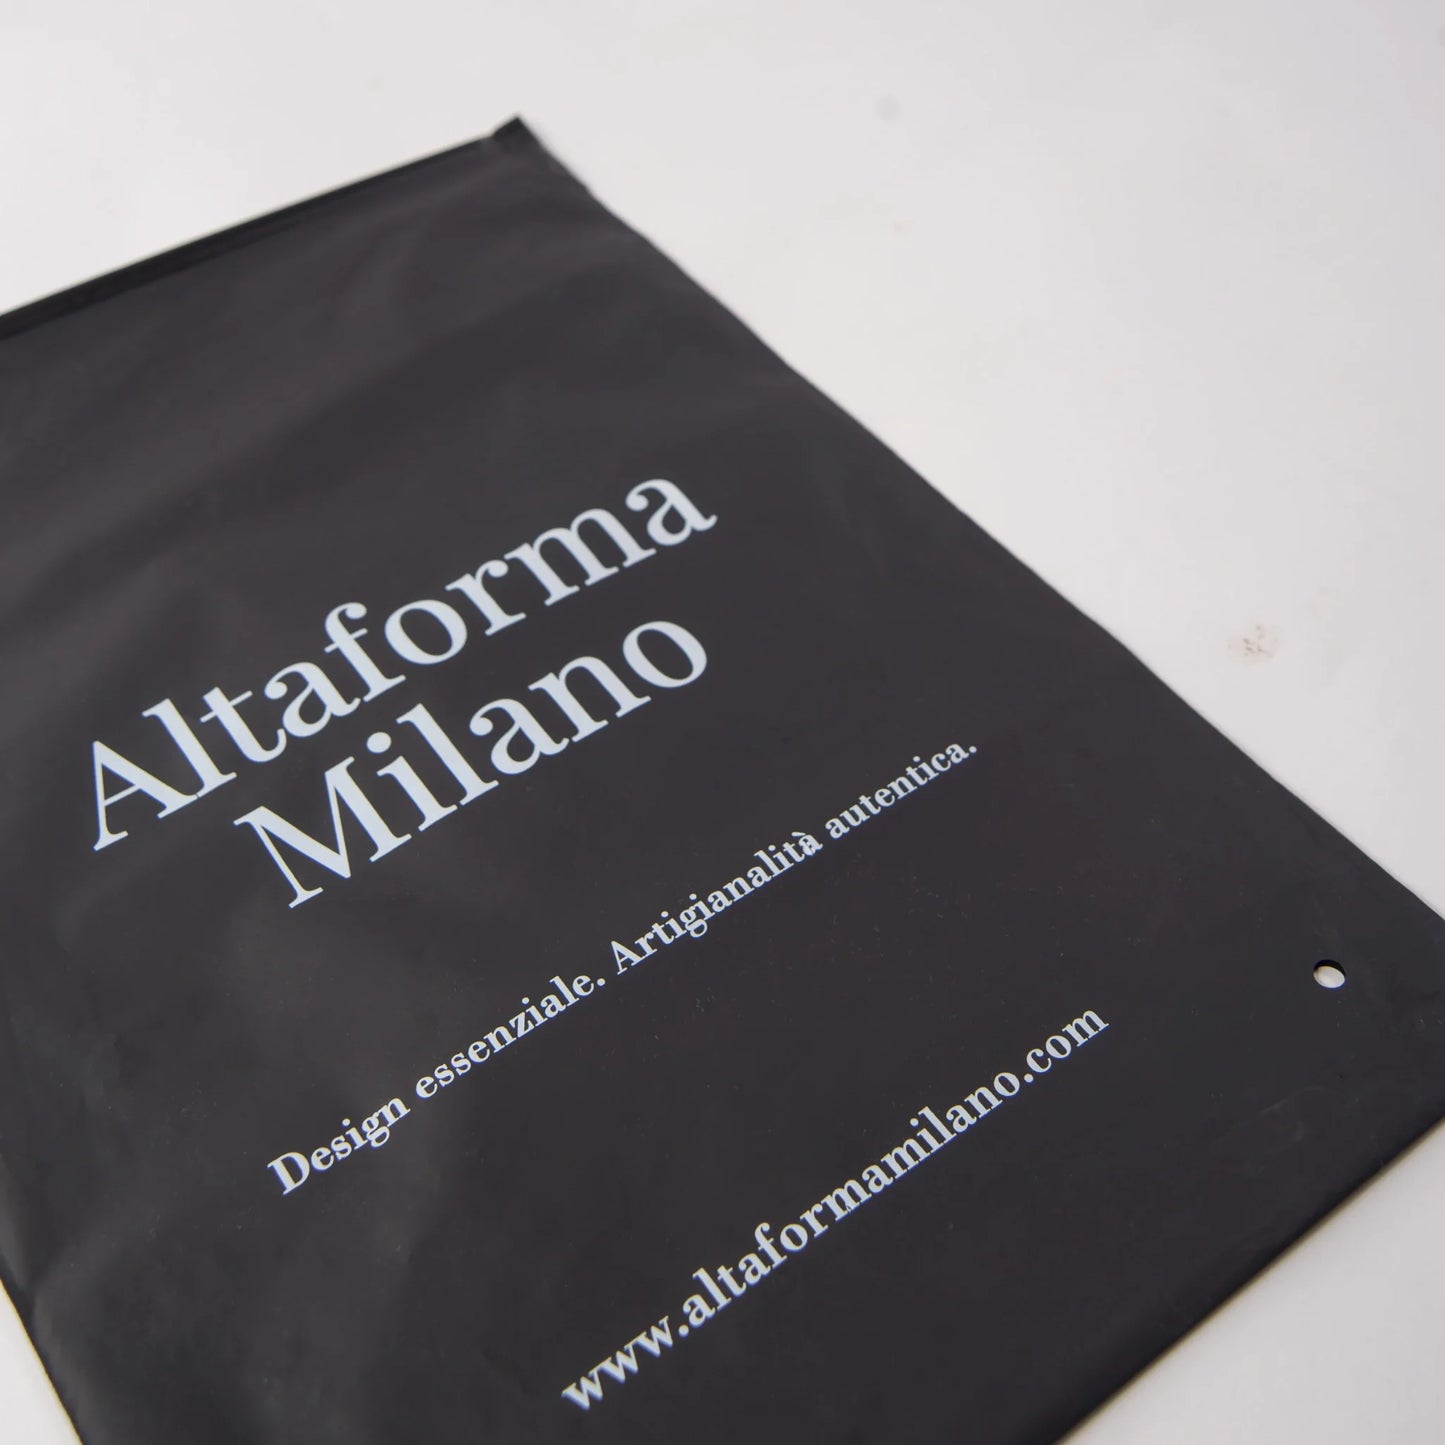 Altaforma
Milano
Design essenziale. Artigianalità autentica.
www.altaformamilano.com